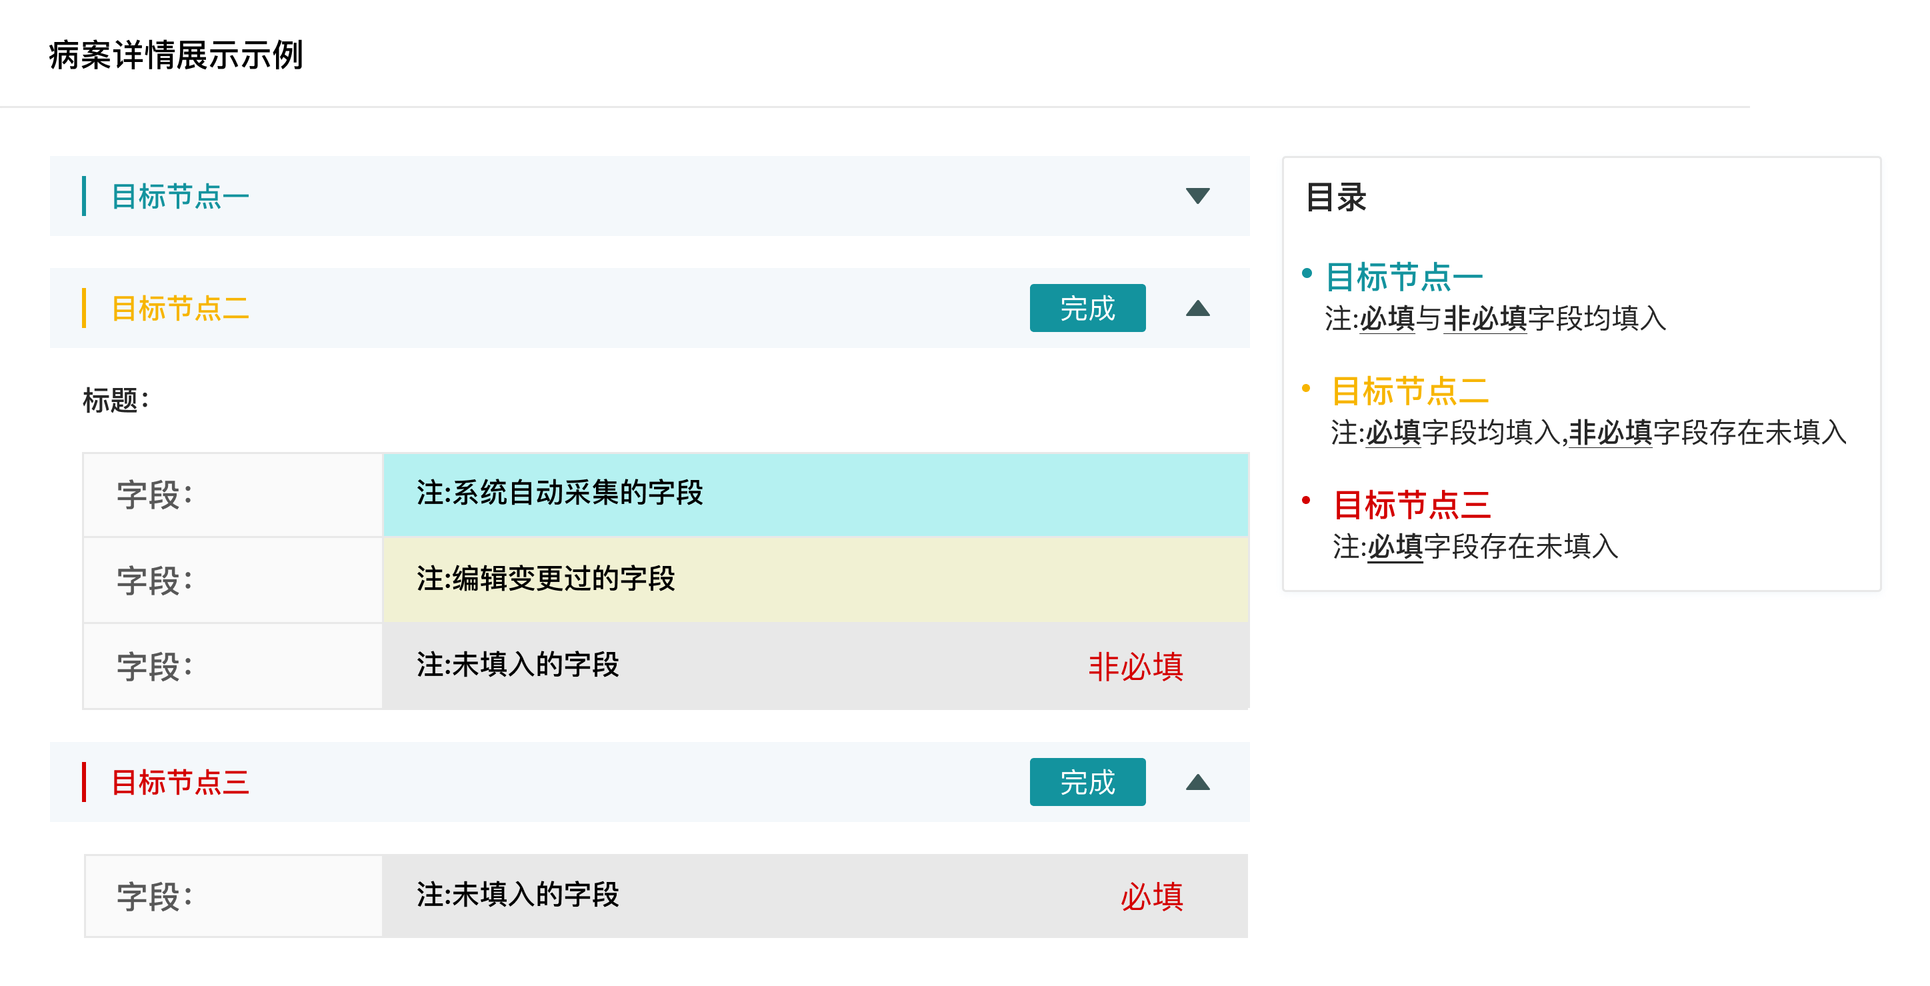 病案详情展示示例
目标节点一
目标节点二
完成
标题：
字段：
注:系统自动采集的字段
字段：
注:编辑变更过的字段
字段：
注:未填入的字段
非必填
目标节点三
完成
字段：
注:未填入的字段
必填
目录
目标节点一
注:必填与非必填字段均填入
目标节点二
注:必填字段均填入,非必填字段存在未填入
目标节点三
注:必填字段存在未填入